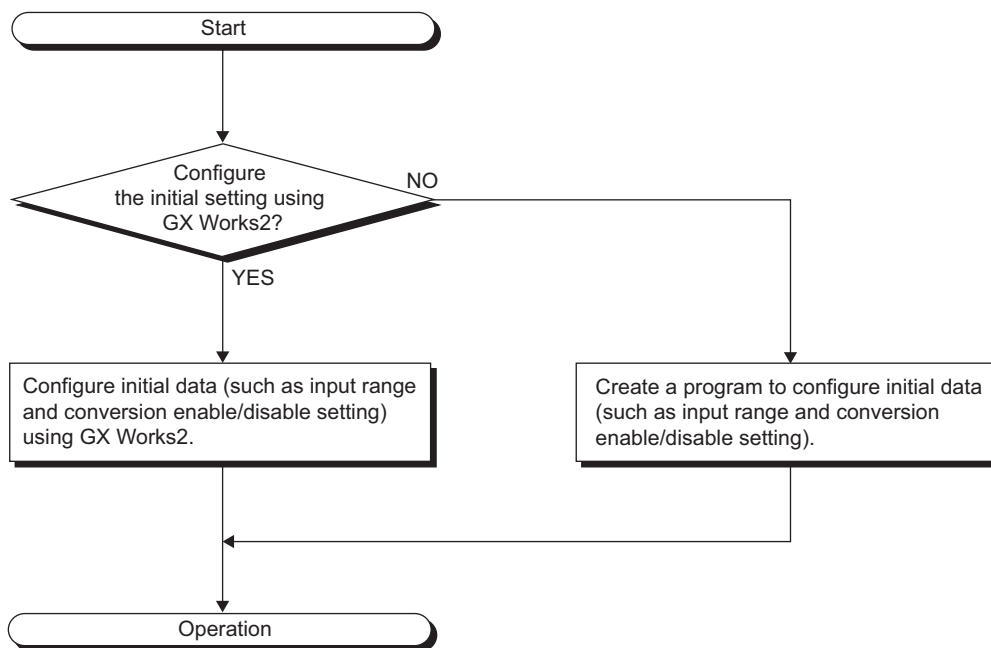 Start
Configure
the initial setting using
GX Works2?
NO
YES
Configure initial data (such as input range
and conversion enable/disable setting)
using GX Works2.
Create a program to configure initial data
(such as input range and conversion
enable/disable setting).
Operation